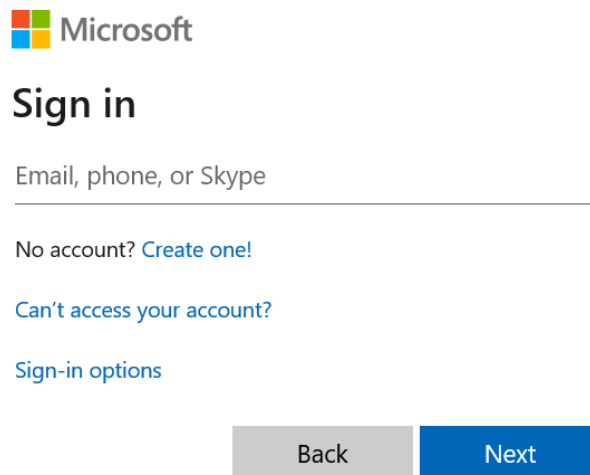 Microsoft
Sign in
Email, phone, or Skype
No account? Create one!
Can’t access your account?
Sign-in options
Back Next